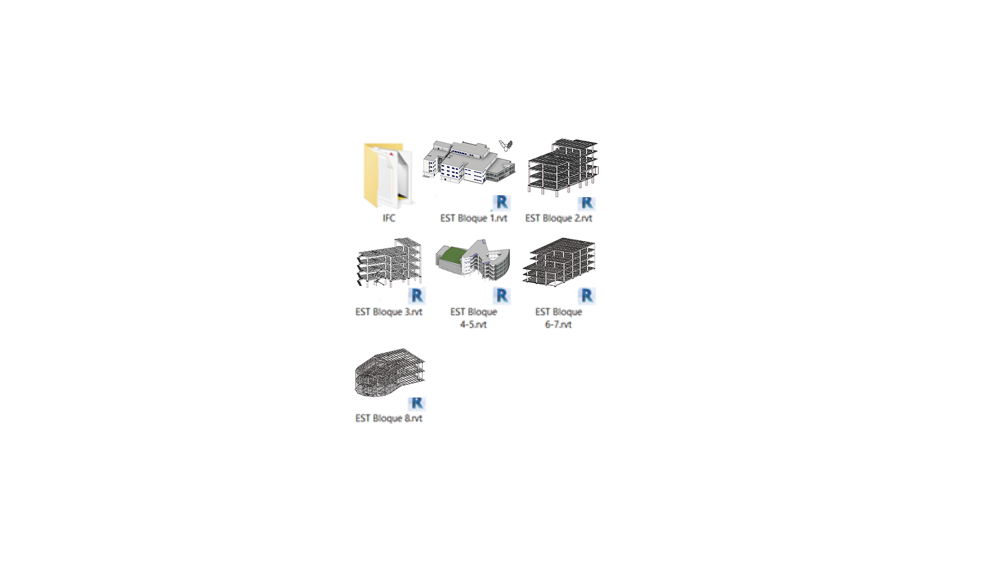 IFC
EST Bloque 1.rvt
EST Bloque 2.rvt
R
R
EST Bloque 3.rvt
EST Bloque
4-5.rvt
EST Bloque
6-7.rvt
R
R
R
EST Bloque 8.rvt
R